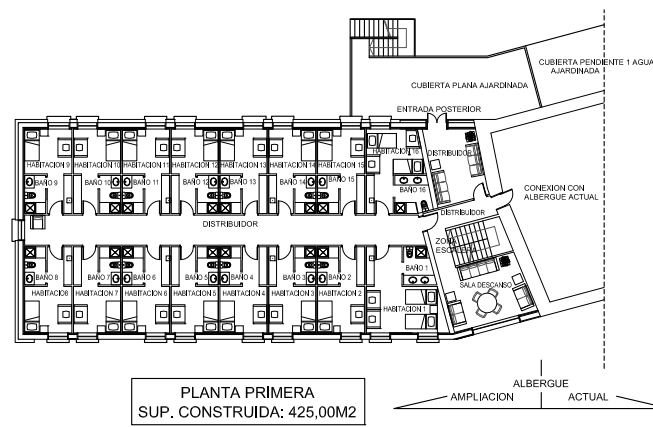 CUBIERTA PENDIENTE 1 AGUA
AJARDINADA
CUBIERTA PLANA AJARDINADA
ENTRADA POSTERIOR
HABITACION 9
HABITACION 10
HABITACION 11
HABITACION 12
HABITACION 13
HABITACION 14
HABITACION 15
HABITACION 16
DISTRIBUIDOR
BAÑO 9
BAÑO 10
BAÑO 11
BAÑO 12
BAÑO 13
BAÑO 14
BAÑO 15
BAÑO 16
CONEXION CON
ALBERGUE ACTUAL
DISTRIBUIDOR
DISTRIBUIDOR
ZONA
ESCALERA
BAÑO 8
BAÑO 7
BAÑO 6
BAÑO 5
BAÑO 4
BAÑO 3
BAÑO 2
BAÑO 1
SALA DESCANSO
HABITACIO8
HABITACION 7
HABITACION 6
HABITACION 5
HABITACION 4
HABITACION 3
HABITACION 2
HABITACION 1
PLANTA PRIMERA
SUP. CONSTRUIDA: 425,00M2
ALBERGUE
AMPLIACION
ACTUAL